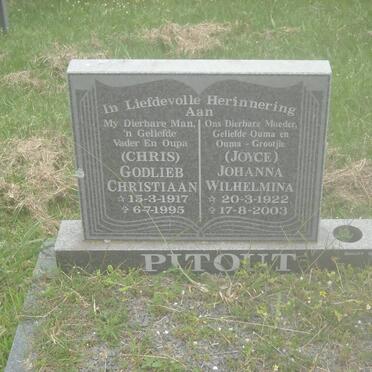 In Liefdevolle Herinnering
Aan
My Dierbare Man,
'n Geliefde
Vader En Oupa
(CHRIS)
GODLIEB
CHRISTIAAN
☆ 15-3-1917
✞ 6-7-1995
Ons Dierbare Moeder,
Geliefde Ouma en
Ouma - Grootjie
(JOYCE)
JOHANNA
WILHELMINA
☆ 20-3-1922
✞ 17-8-2003
PITOUT